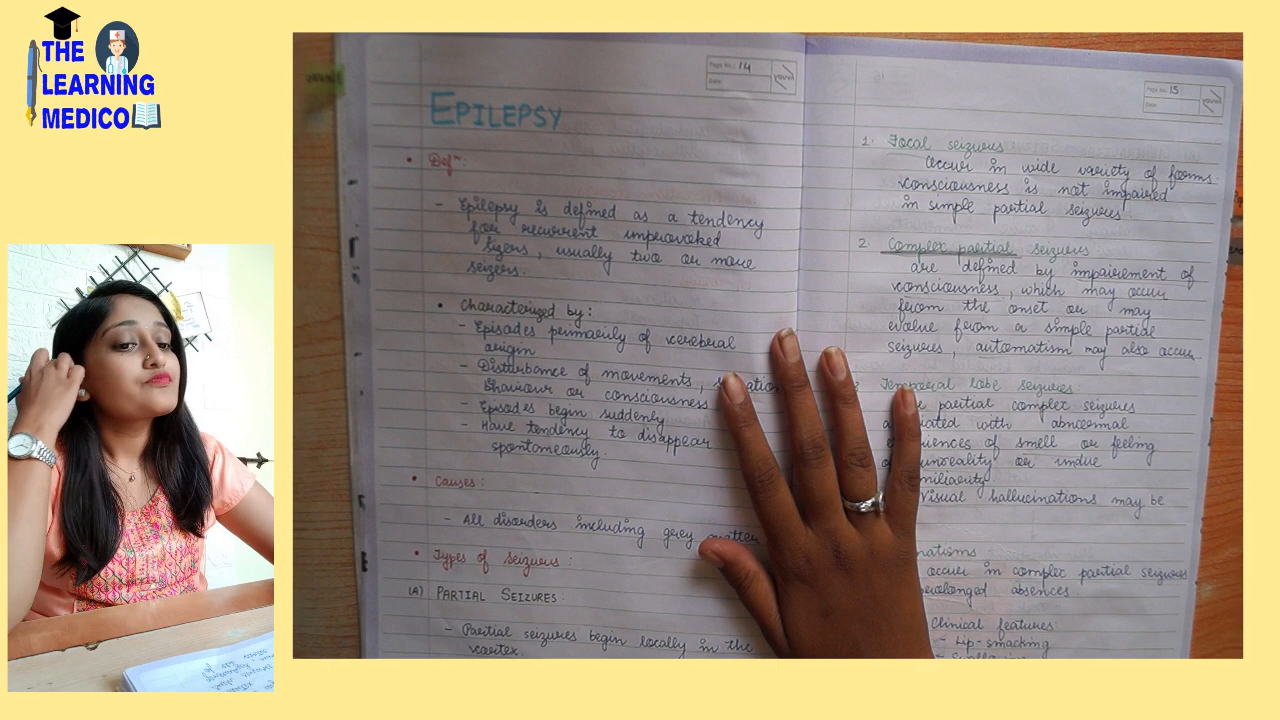 THE
LEARNING
MEDICO
Page No.: 14
Date:
EPILEPSY
• Defⁿ:
- Epilepsy is defined as a tendency
for recurrent unprovoked
sizers, usually two or more
seizers.
• Characterized by:
- Episades primarily of cerebral
origin
- Disturbance of movements,
bhaivour or consciousness
- Episades begin suddenly
- Have tendency to disappear
spontaneously.
• Causes:
- All disorders including grey matter
• Types of seizures:
(A) PARTIAL SEIZURES:
- Partial seizures begin locally in the
cortex.
Page No.: 15
Date:
1. Focal seizures
Occur in wide variety of forms.
consciousness is not impaired
in simple partial seizures
2. Complex partial seizures:
are defined by impairement of
consciousness, which may occur
from the onset or may
evolve from a simple partial
seizures, automatism may also occur
Temporal lobe seizures:
partial complex seizures
with abnormal
of smell or feeling
or undue
Visual hallucinations may be
occur in complex partial seizures
prolonged absences.
Clinical features:
- Lip-smacking